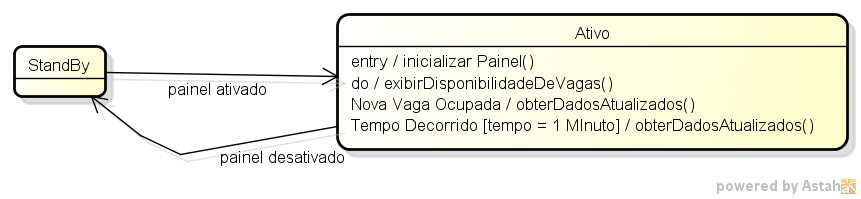 Ativo
StandBy
entry / inicializar Painel()
do / exibirDisponibilidadeDeVagas()
Nova Vaga Ocupada / obterDadosAtualizados()
Tempo Decorrido [tempo = 1 MInuto] / obterDadosAtualizados()
painel ativado
painel desativado
powered by Astah